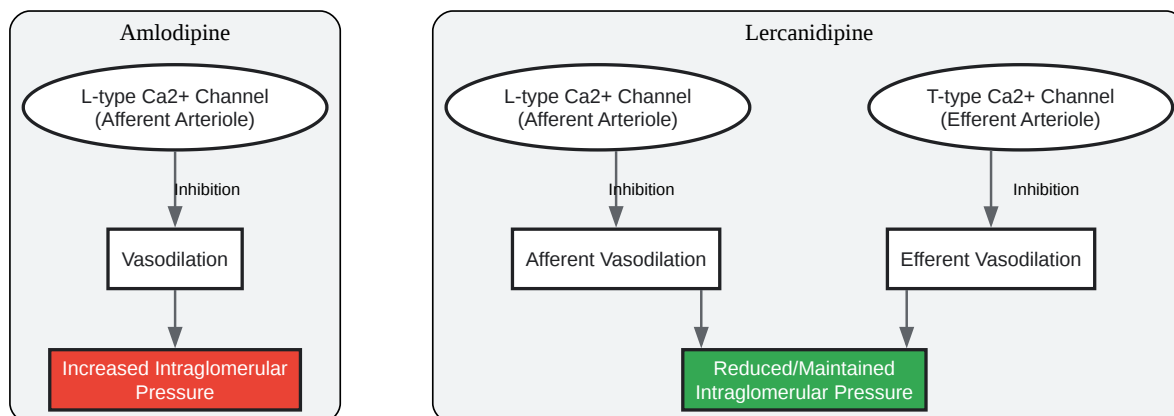 Amlodipine
L-type Ca2+ Channel
(Afferent Arteriole)
Inhibition
Vasodilation
Increased Intraglomerular
Pressure
Lercanidipine
L-type Ca2+ Channel
(Afferent Arteriole)
T-type Ca2+ Channel
(Efferent Arteriole)
Inhibition
Inhibition
Afferent Vasodilation
Efferent Vasodilation
Reduced/Maintained
Intraglomerular Pressure